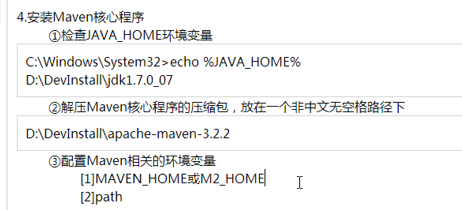 4.安装Maven核心程序
①检查JAVA_HOME环境变量
C:\Windows\System32>echo %JAVA_HOME%
D:\DevInstall\jdk1.7.0_07
②解压Maven核心程序的压缩包，放在一个非中文无空格路径下
D:\DevInstall\apache-maven-3.2.2
③配置Maven相关的环境变量
[1]MAVEN_HOME或M2_HOME
[2]path